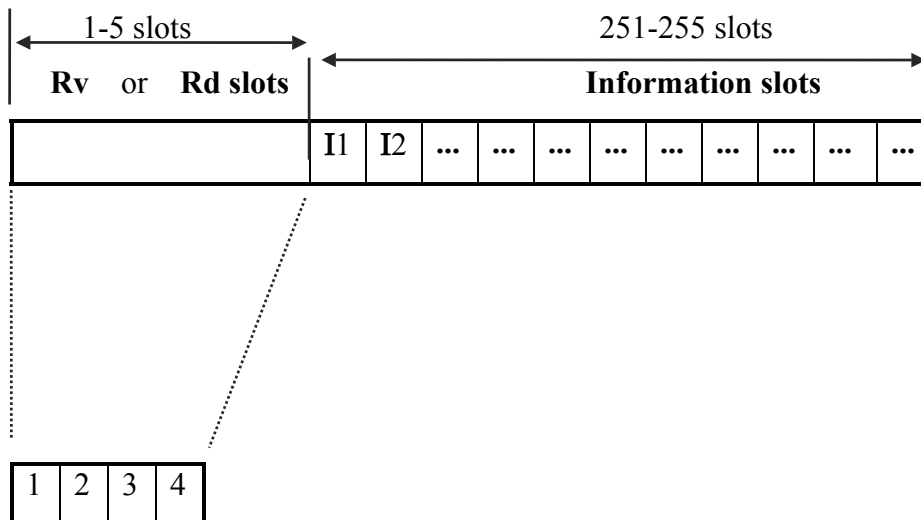 1-5 slots 251-255 slots
Rv or Rd slots Information slots
I1 I2 ... ... ... ... ... ... ... ... ...
1 2 3 4